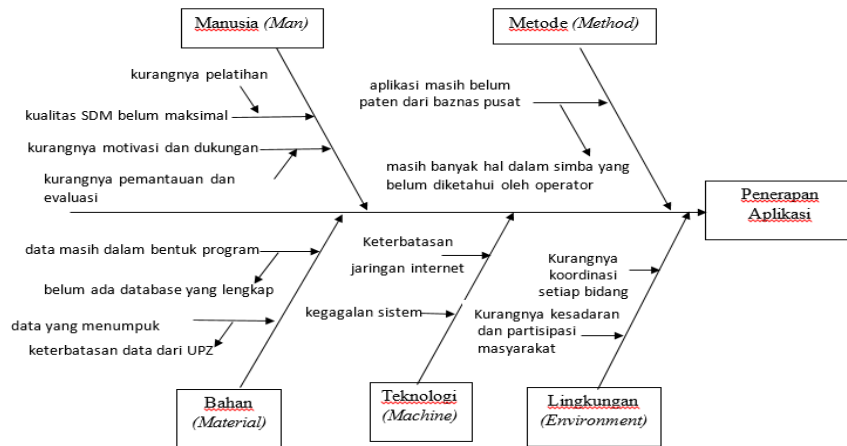 Manusia (Man)
Metode (Method)
kurangnya pelatihan
kualitas SDM belum maksimal
kurangnya motivasi dan dukungan
kurangnya pemantauan dan
evaluasi
aplikasi masih belum
paten dari baznas pusat
masih banyak hal dalam simba yang
belum diketahui oleh operator
Penerapan
Aplikasi
data masih dalam bentuk program
belum ada database yang lengkap
data yang menumpuk
keterbatasan data dari UPZ
Keterbatasan
jaringan internet
kegagalan sistem
Kurangnya
koordinasi
setiap bidang
Kurangnya kesadaran
dan partisipasi
masyarakat
Bahan
(Material)
Teknologi
(Machine)
Lingkungan
(Environment)